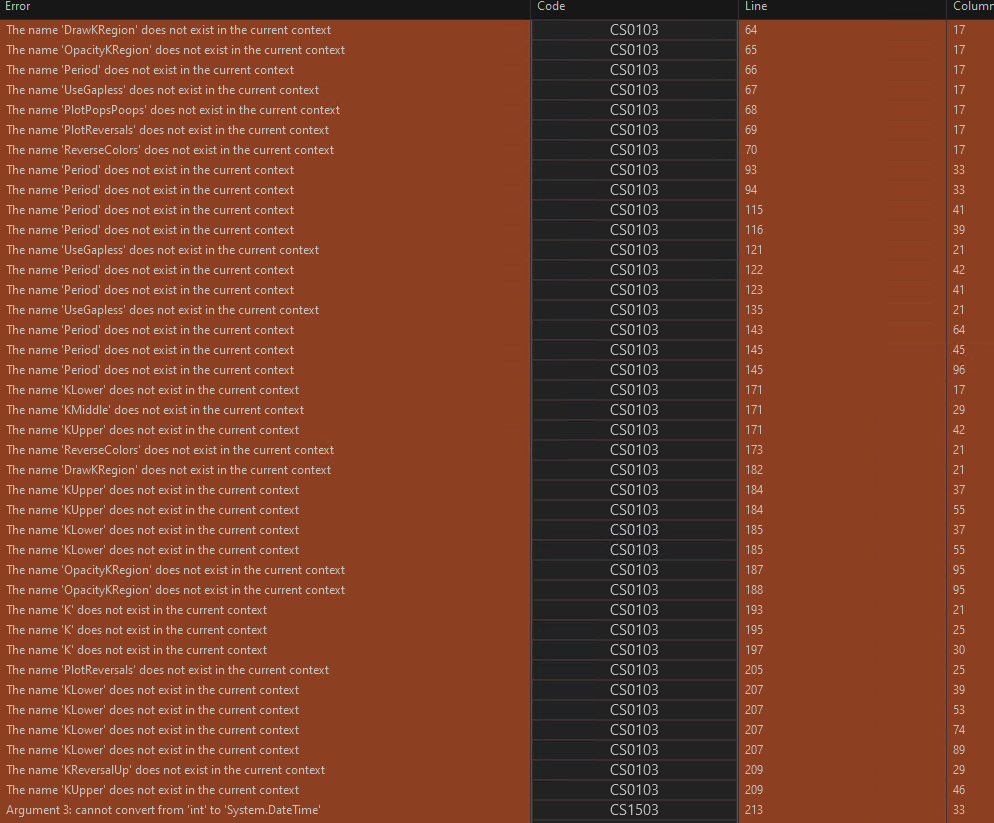 Error Code Line Column
The name 'DrawKRegion' does not exist in the current context CS0103 64 17
The name 'OpacityKRegion' does not exist in the current context CS0103 65 17
The name 'Period' does not exist in the current context CS0103 66 17
The name 'UseGapless' does not exist in the current context CS0103 67 17
The name 'PlotPopsPoops' does not exist in the current context CS0103 68 17
The name 'PlotReversals' does not exist in the current context CS0103 69 17
The name 'ReverseColors' does not exist in the current context CS0103 70 17
The name 'Period' does not exist in the current context CS0103 93 33
The name 'Period' does not exist in the current context CS0103 94 33
The name 'Period' does not exist in the current context CS0103 115 41
The name 'Period' does not exist in the current context CS0103 116 39
The name 'UseGapless' does not exist in the current context CS0103 121 21
The name 'Period' does not exist in the current context CS0103 122 42
The name 'Period' does not exist in the current context CS0103 123 41
The name 'UseGapless' does not exist in the current context CS0103 135 21
The name 'Period' does not exist in the current context CS0103 143 64
The name 'Period' does not exist in the current context CS0103 145 45
The name 'Period' does not exist in the current context CS0103 145 96
The name 'KLower' does not exist in the current context CS0103 171 17
The name 'KMiddle' does not exist in the current context CS0103 171 29
The name 'KUpper' does not exist in the current context CS0103 171 42
The name 'ReverseColors' does not exist in the current context CS0103 173 21
The name 'DrawKRegion' does not exist in the current context CS0103 182 21
The name 'KUpper' does not exist in the current context CS0103 184 37
The name 'KUpper' does not exist in the current context CS0103 184 55
The name 'KLower' does not exist in the current context CS0103 185 37
The name 'KLower' does not exist in the current context CS0103 185 55
The name 'OpacityKRegion' does not exist in the current context CS0103 187 95
The name 'OpacityKRegion' does not exist in the current context CS0103 188 95
The name 'K' does not exist in the current context CS0103 193 21
The name 'K' does not exist in the current context CS0103 195 25
The name 'K' does not exist in the current context CS0103 197 30
The name 'PlotReversals' does not exist in the current context CS0103 205 25
The name 'KLower' does not exist in the current context CS0103 207 39
The name 'KLower' does not exist in the current context CS0103 207 53
The name 'KLower' does not exist in the current context CS0103 207 74
The name 'KLower' does not exist in the current context CS0103 207 89
The name 'KReversalUp' does not exist in the current context CS0103 209 29
The name 'KUpper' does not exist in the current context CS0103 209 46
Argument 3: cannot convert from 'int' to 'System.DateTime' CS1503 213 33